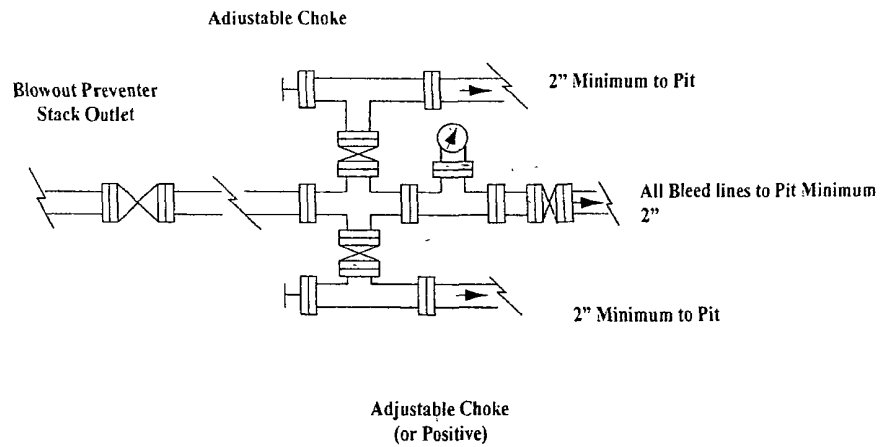 Adjustable Choke
2” Minimum to Pit
Blowout Preventer
Stack Outlet
All Bleed lines to Pit Minimum
2”
2” Minimum to Pit
Adjustable Choke
(or Positive)